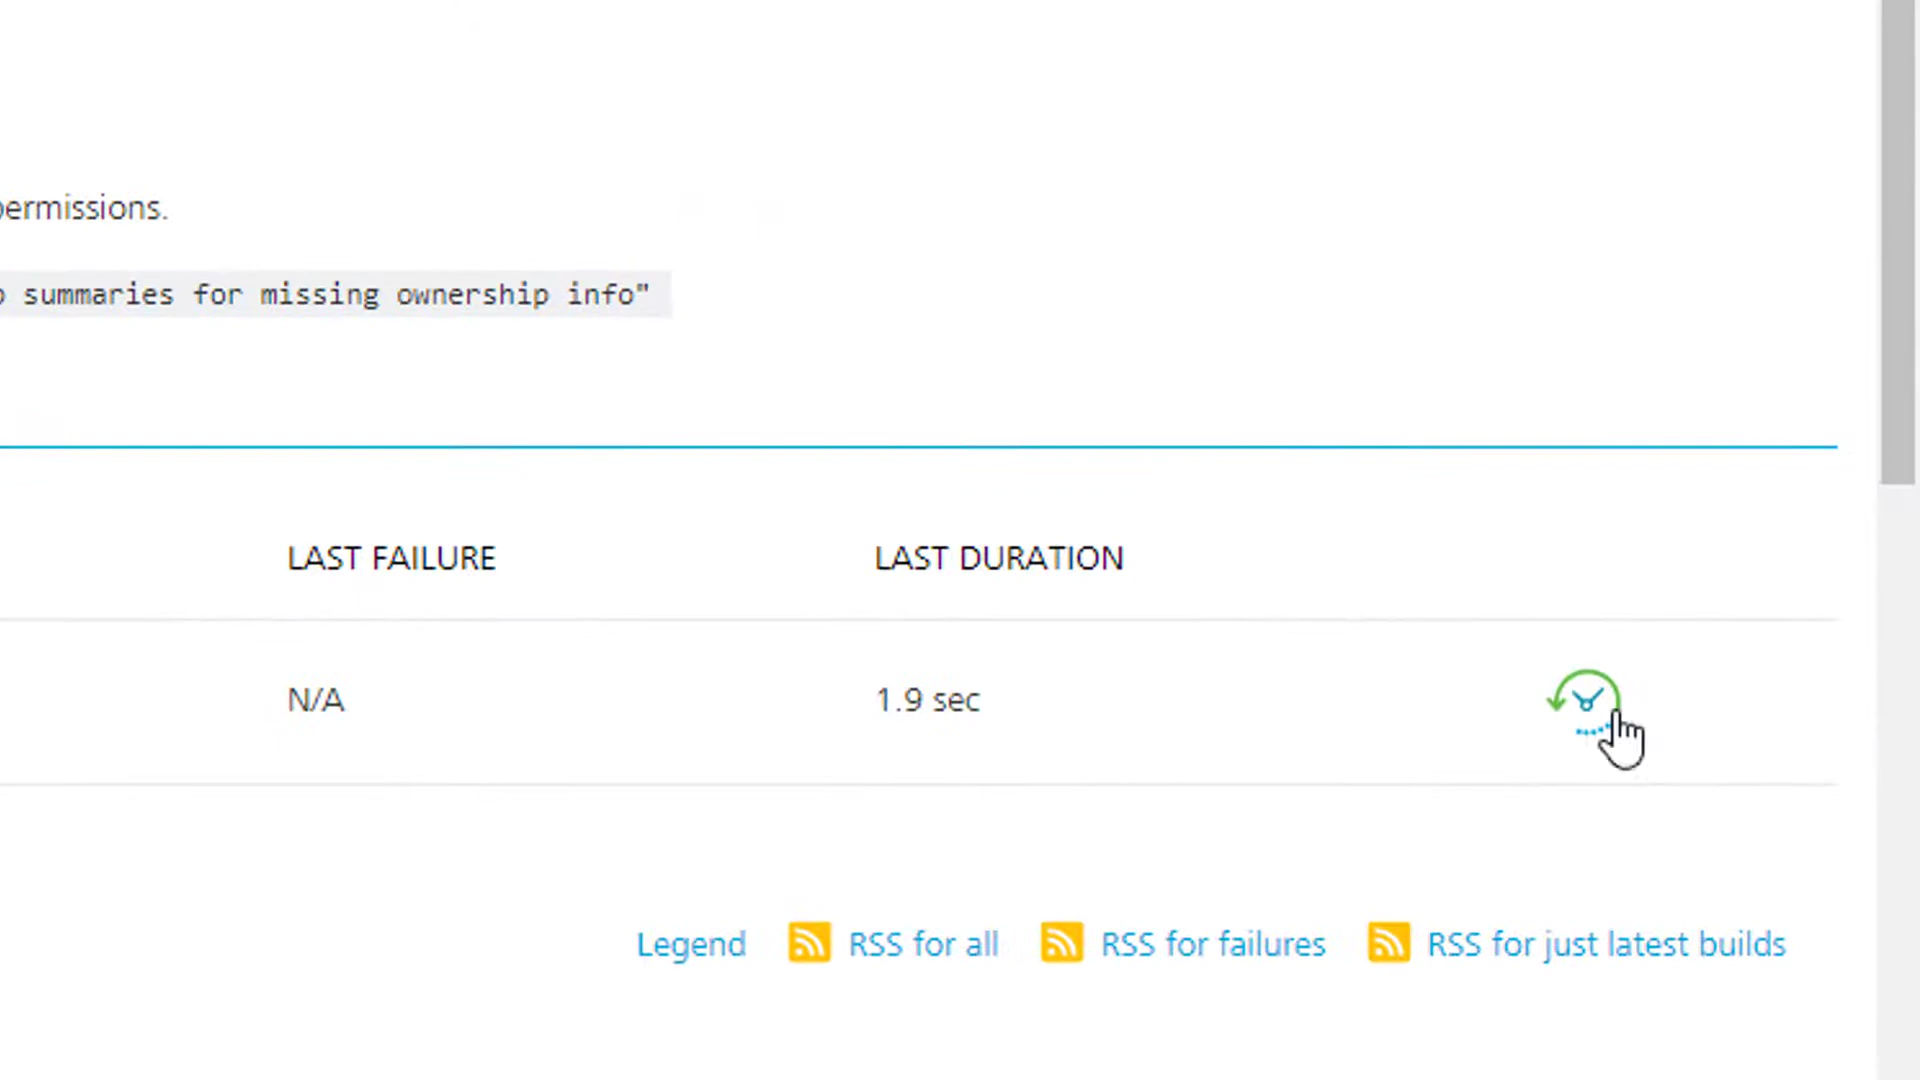 permissions.
summaries for missing ownership info"
LAST FAILURE LAST DURATION
N/A 1.9 sec
Legend RSS for all RSS for failures RSS for just latest builds